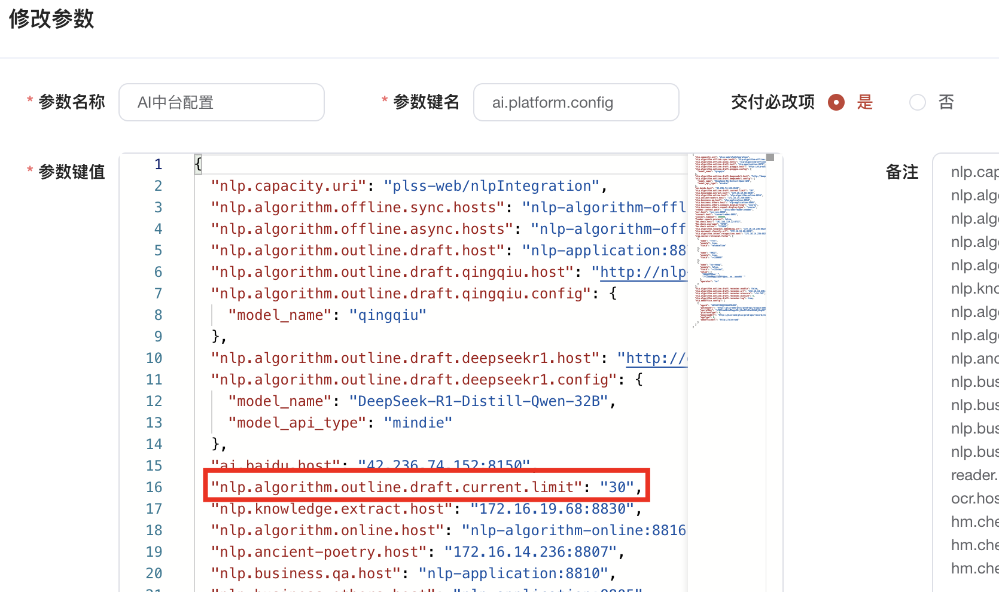 修改参数
* 参数名称 AI中台配置 * 参数键名 ai.platform.config 交付必改项 是 否
* 参数键值
备注
1 {
2 "nlp.capacity.uri": "plss-web/nlpIntegration",
3 "nlp.algorithm.offline.sync.hosts": "nlp-algorithm-offl
4 "nlp.algorithm.offline.async.hosts": "nlp-algorithm-off
5 "nlp.algorithm.outline.draft.host": "nlp-application:88
6 "nlp.algorithm.outline.draft.qingqiu.host": "http://nlp
7 "nlp.algorithm.outline.draft.qingqiu.config": {
8 "model_name": "qingqiu"
9 },
10 "nlp.algorithm.outline.draft.deepseekr1.host": "http://
11 "nlp.algorithm.outline.draft.deepseekr1.config": {
12 "model_name": "DeepSeek-R1-Distill-Qwen-32B",
13 "model_api_type": "mindie"
14 },
15 "ai.baidu.host": "42.236.74.152:8150",
16 "nlp.algorithm.outline.draft.current.limit": "30",
17 "nlp.knowledge.extract.host": "172.16.19.68:8830",
18 "nlp.algorithm.online.host": "nlp-algorithm-online:8816
19 "nlp.ancient-poetry.host": "172.16.14.236:8807",
20 "nlp.business.qa.host": "nlp-application:8810",
nlp.cap
nlp.algo
nlp.algo
nlp.algo
nlp.algo
nlp.kno
nlp.algo
nlp.algo
nlp.anc
nlp.bus
nlp.bus
nlp.bus
nlp.bus
reader.
ocr.hos
hm.che
hm.che
hm.che